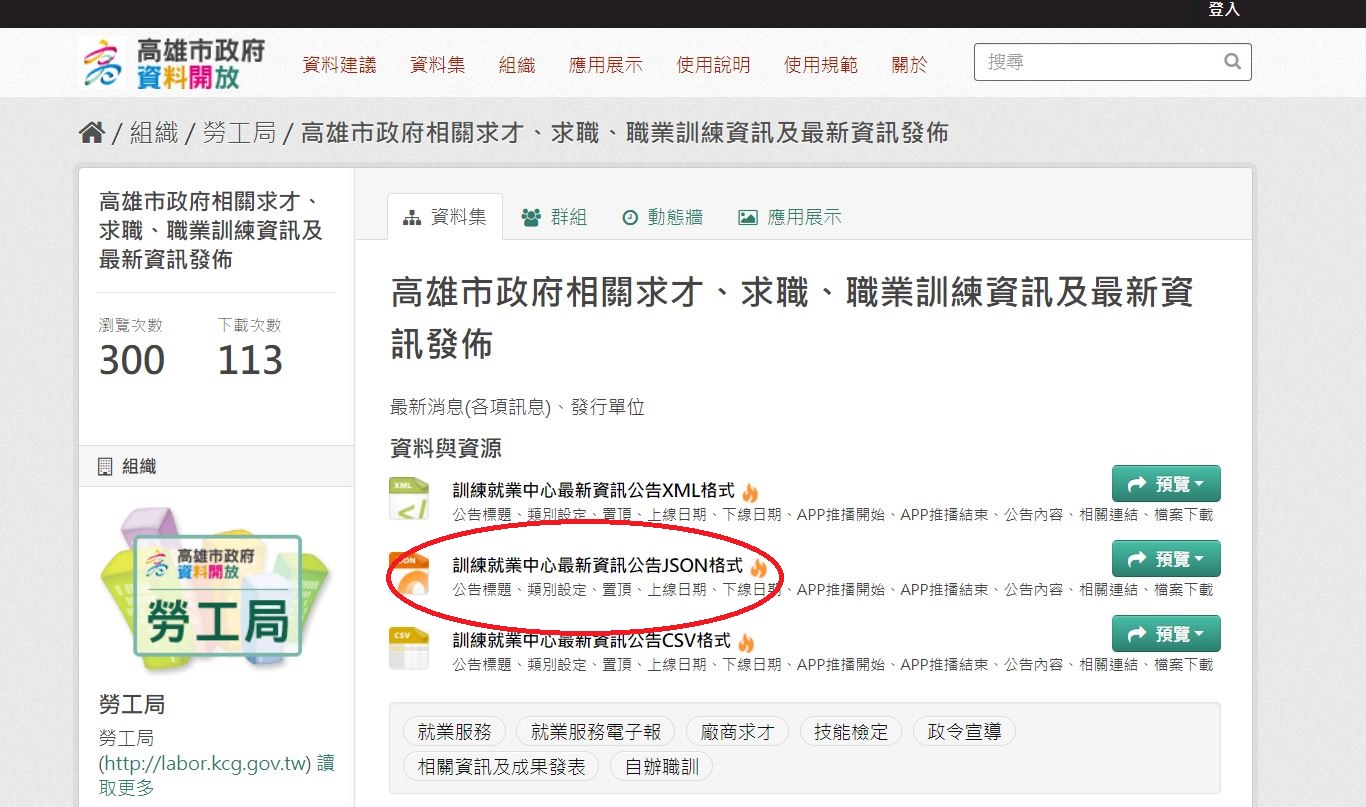 登入
高雄市政府
資料開放
資料建議 資料集 組織 應用展示 使用說明 使用規範 關於
搜尋
/ 組織 / 勞工局 / 高雄市政府相關求才、求職、職業訓練資訊及最新資訊發佈
高雄市政府相關求才、
求職、職業訓練資訊及
最新資訊發佈
瀏覽次數 下載次數
300 113
組織
高雄市政府
資料開放
勞工局
勞工局
勞工局
(http://labor.kcg.gov.tw) 讀
取更多
資料集 群組 動態牆 應用展示
高雄市政府相關求才、求職、職業訓練資訊及最新資
訊發佈
最新消息(各項訊息)、發行單位
資料與資源
XML
訓練就業中心最新資訊公告XML格式
預覽
公告標題、類別設定、置頂、上線日期、下線日期、APP推播開始、APP推播結束、公告內容、相關連結、檔案下載
訓練就業中心最新資訊公告JSON格式
預覽
公告標題、類別設定、置頂、上線日期、下線日期、APP推播開始、APP推播結束、公告內容、相關連結、檔案下載
CSV
訓練就業中心最新資訊公告CSV格式
預覽
公告標題、類別設定、置頂、上線日期、下線日期、APP推播開始、APP推播結束、公告內容、相關連結、檔案下載
就業服務 就業服務電子報 廠商求才 技能檢定 政令宣導
相關資訊及成果發表 自辦職訓